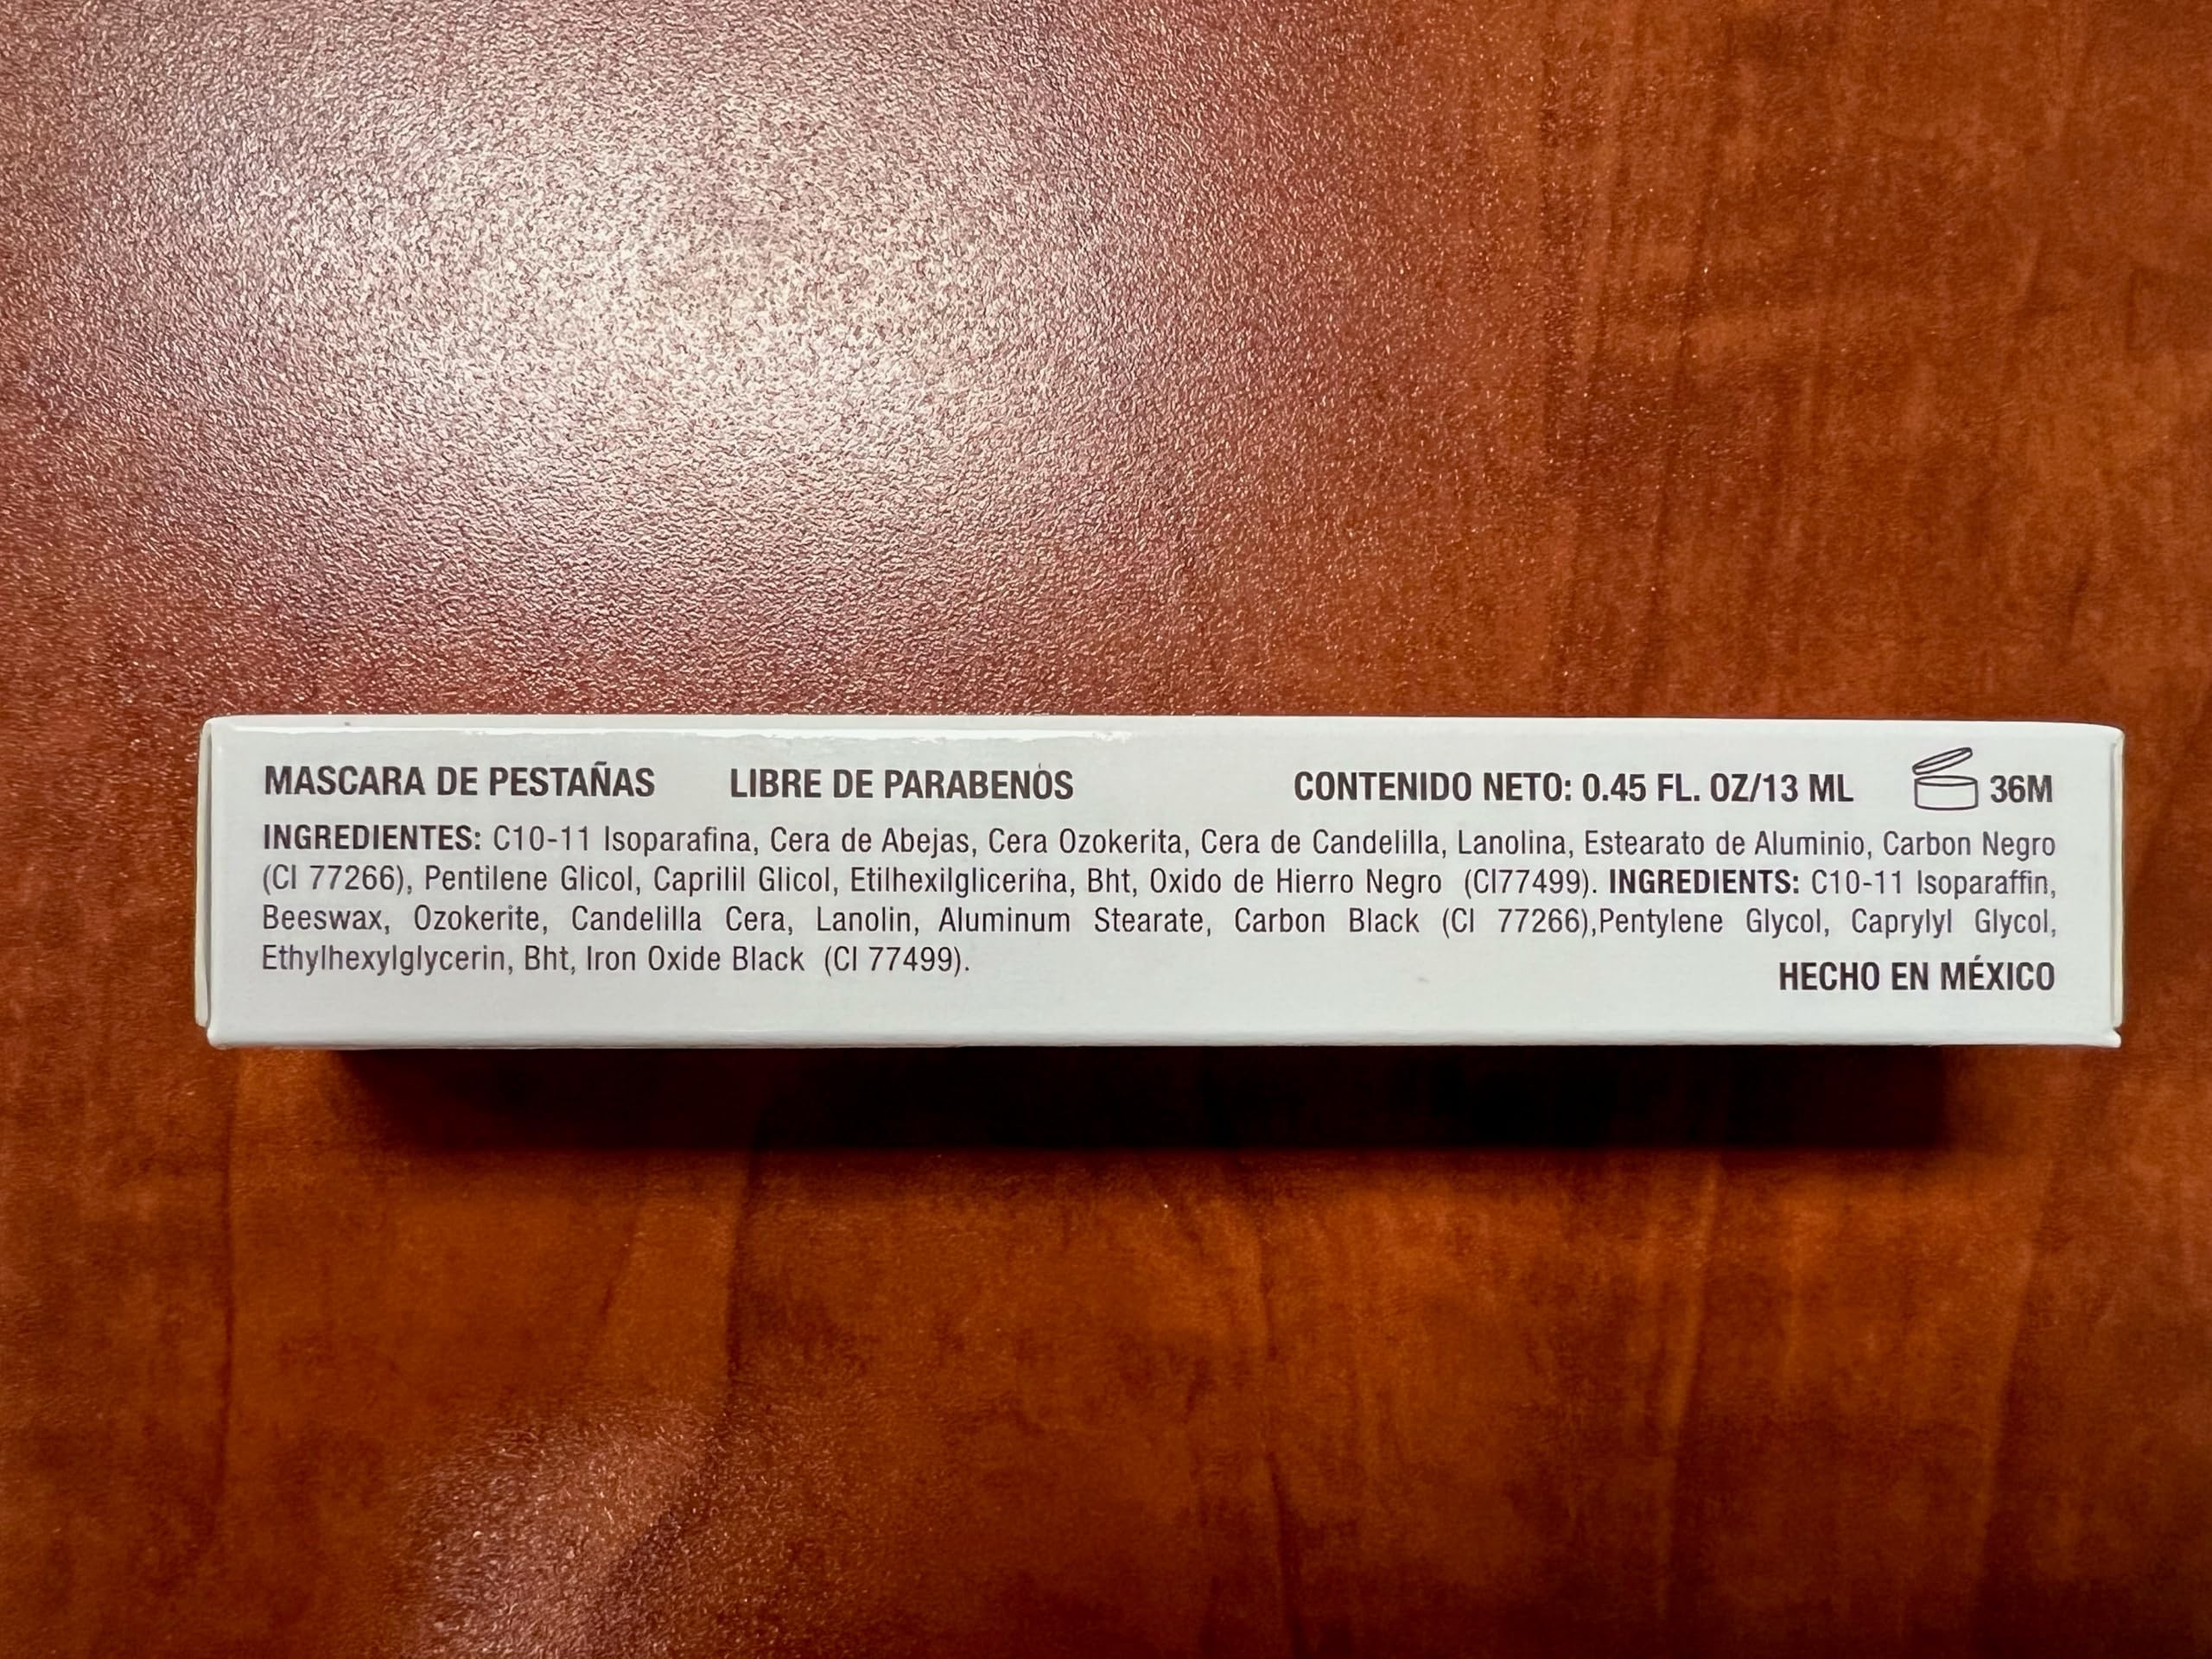 MASCARA DE PESTAÑAS LIBRE DE PARABENOS CONTENIDO NETO: 0.45 FL. OZ/13 ML 36M
INGREDIENTES: C10-11 Isoparafina, Cera de Abejas, Cera Ozokerita, Cera de Candelilla, Lanolina, Estearato de Aluminio, Carbon Negro
(CI 77266), Pentilene Glicol, Caprilil Glicol, Etilhexilgliceriha, Bht, Oxido de Hierro Negro (CI77499). INGREDIENTS: C10-11 Isoparaffin,
Beeswax, Ozokerite, Candelilla Cera, Lanolin, Aluminum Stearate, Carbon Black (CI 77266),Pentylene Glycol, Caprylyl Glycol,
Ethylhexylglycerin, Bht, Iron Oxide Black (CI 77499).
HECHO EN MÉXICO